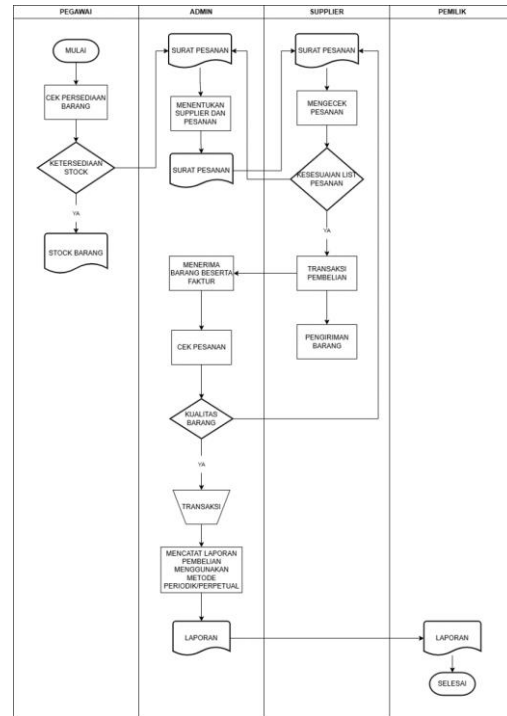 PEGAWAI
ADMIN
SUPPLIER
PEMILIK
MULAI
CEK PERSEDIAAN
BARANG
KETERSEDIAAN
STOCK
YA
STOCK BARANG
SURAT PESANAN
MENENTUKAN
SUPPLIER DAN
PESANAN
SURAT PESANAN
SURAT PESANAN
MENGECEK
PESANAN
KESESUAIAN LIST
PESANAN
YA
TRANSAKSI
PEMBELIAN
PENGIRIMAN
BARANG
MENERIMA
BARANG BESERTA
FAKTUR
CEK PESANAN
KUALITAS
BARANG
YA
TRANSAKSI
MENCATAT LAPORAN
PEMBELIAN
MENGGUNAKAN
METODE
PERIODIK/PERPETUAL
LAPORAN
LAPORAN
SELESAI